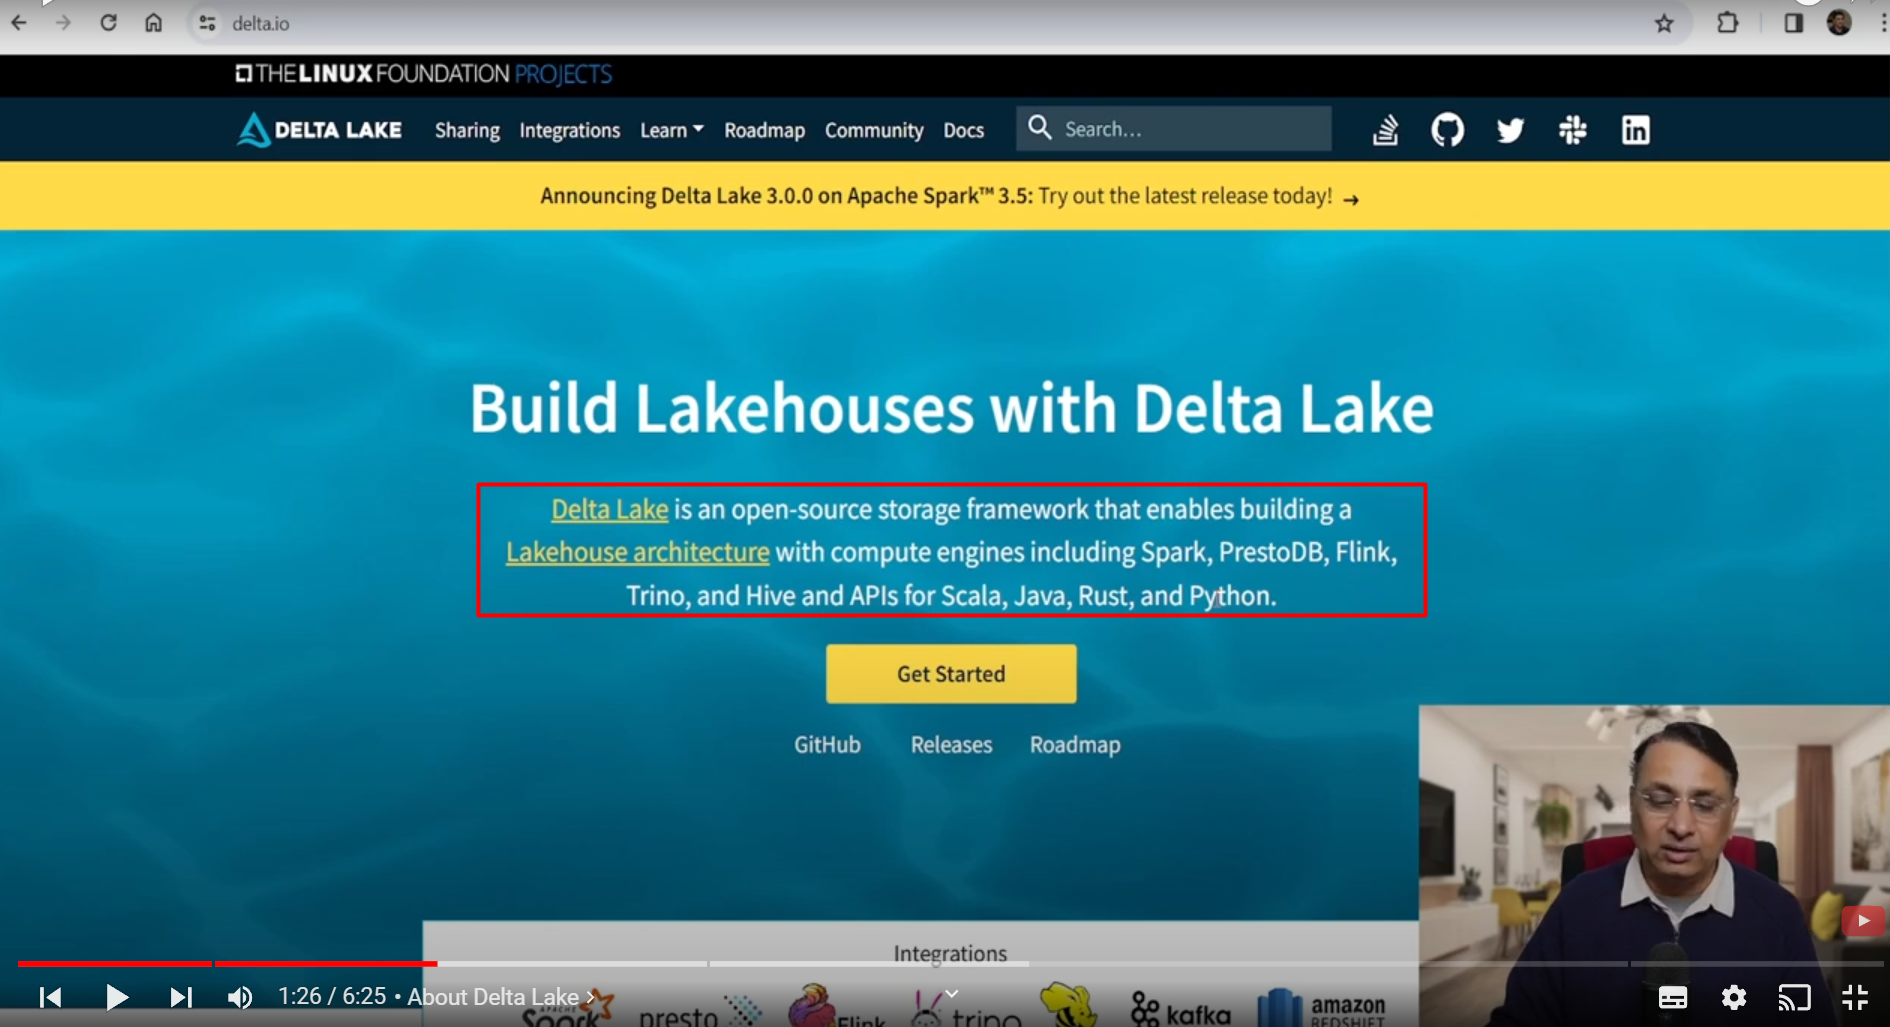 delta.io
THE LINUX FOUNDATION PROJECTS
DELTA LAKE Sharing Integrations Learn Roadmap Community Docs Search...
Announcing Delta Lake 3.0.0 on Apache Spark™ 3.5: Try out the latest release today! →
Build Lakehouses with Delta Lake
Delta Lake is an open-source storage framework that enables building a
Lakehouse architecture with compute engines including Spark, PrestoDB, Flink,
Trino, and Hive and APIs for Scala, Java, Rust, and Python.
Get Started
GitHub Releases Roadmap
Integrations
1:26 / 6:25 • About Delta Lake >
APACHE Spark presto Flink trino kafka amazon REDSHIFT